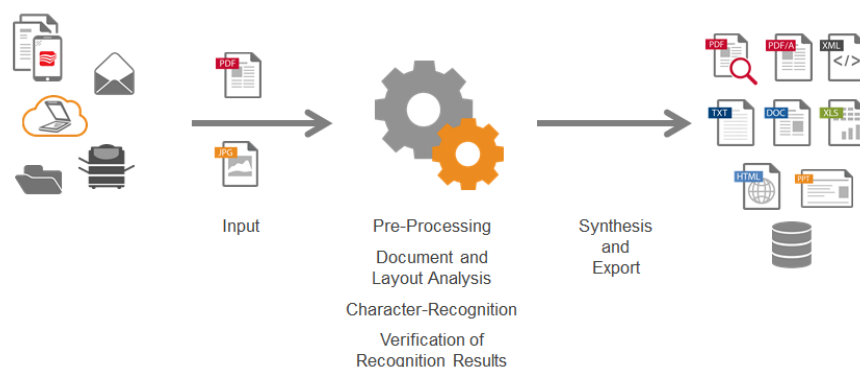 PDF
JPG
Input
Pre-Processing
Document and
Layout Analysis
Character-Recognition
Verification of
Recognition Results
Synthesis
and
Export
PDF
PDF/A
XML
</>
TXT
DOC
XLS
HTML
PPT